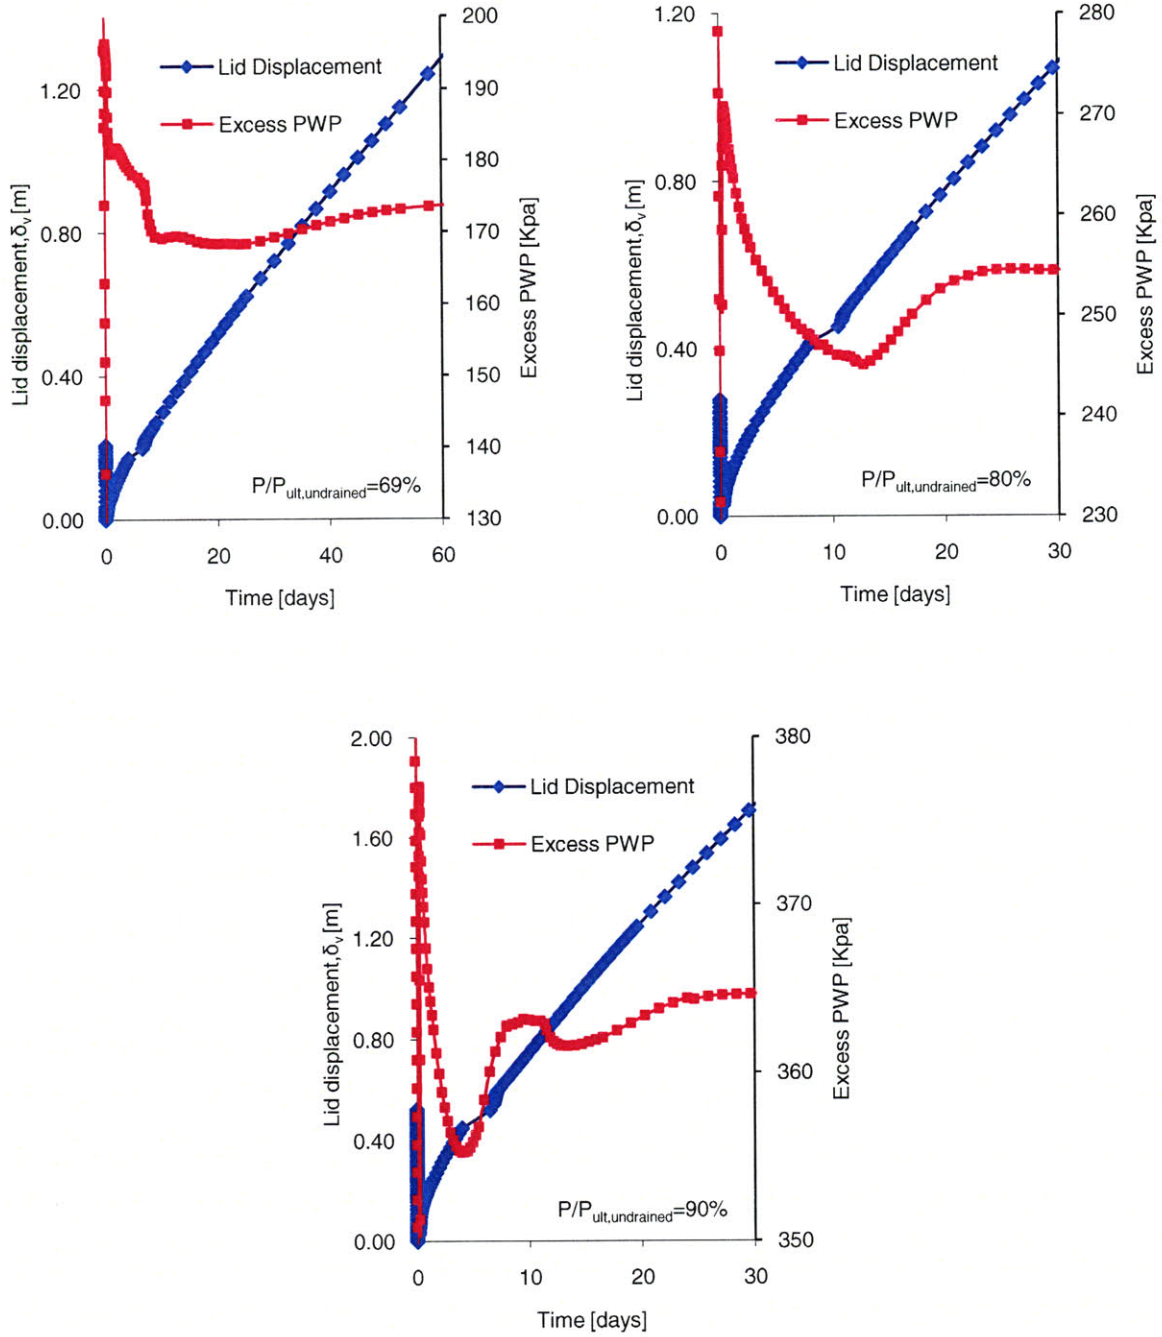 200
Lid Displacement
190
1.20
Excess PWP
180
170
0.80
160
150
0.40
140
P/Pult,undrained=69%
0.00
130
0 20 40 60
Time [days]
Lid displacement,δv[m]
Excess PWP [Kpa]
280
1.20
Lid Displacement
270
Excess PWP
0.80
260
250
0.40
240
P/Pult,undrained=80%
0.00
230
0 10 20 30
Time [days]
Lid displacement,δv[m]
Excess PWP [Kpa]
2.00
380
Lid Displacement
1.60
Excess PWP
370
1.20
0.80
360
0.40
P/Pult,undrained=90%
0.00
350
0 10 20 30
Time [days]
Lid displacement,δv[m]
Excess PWP [Kpa]